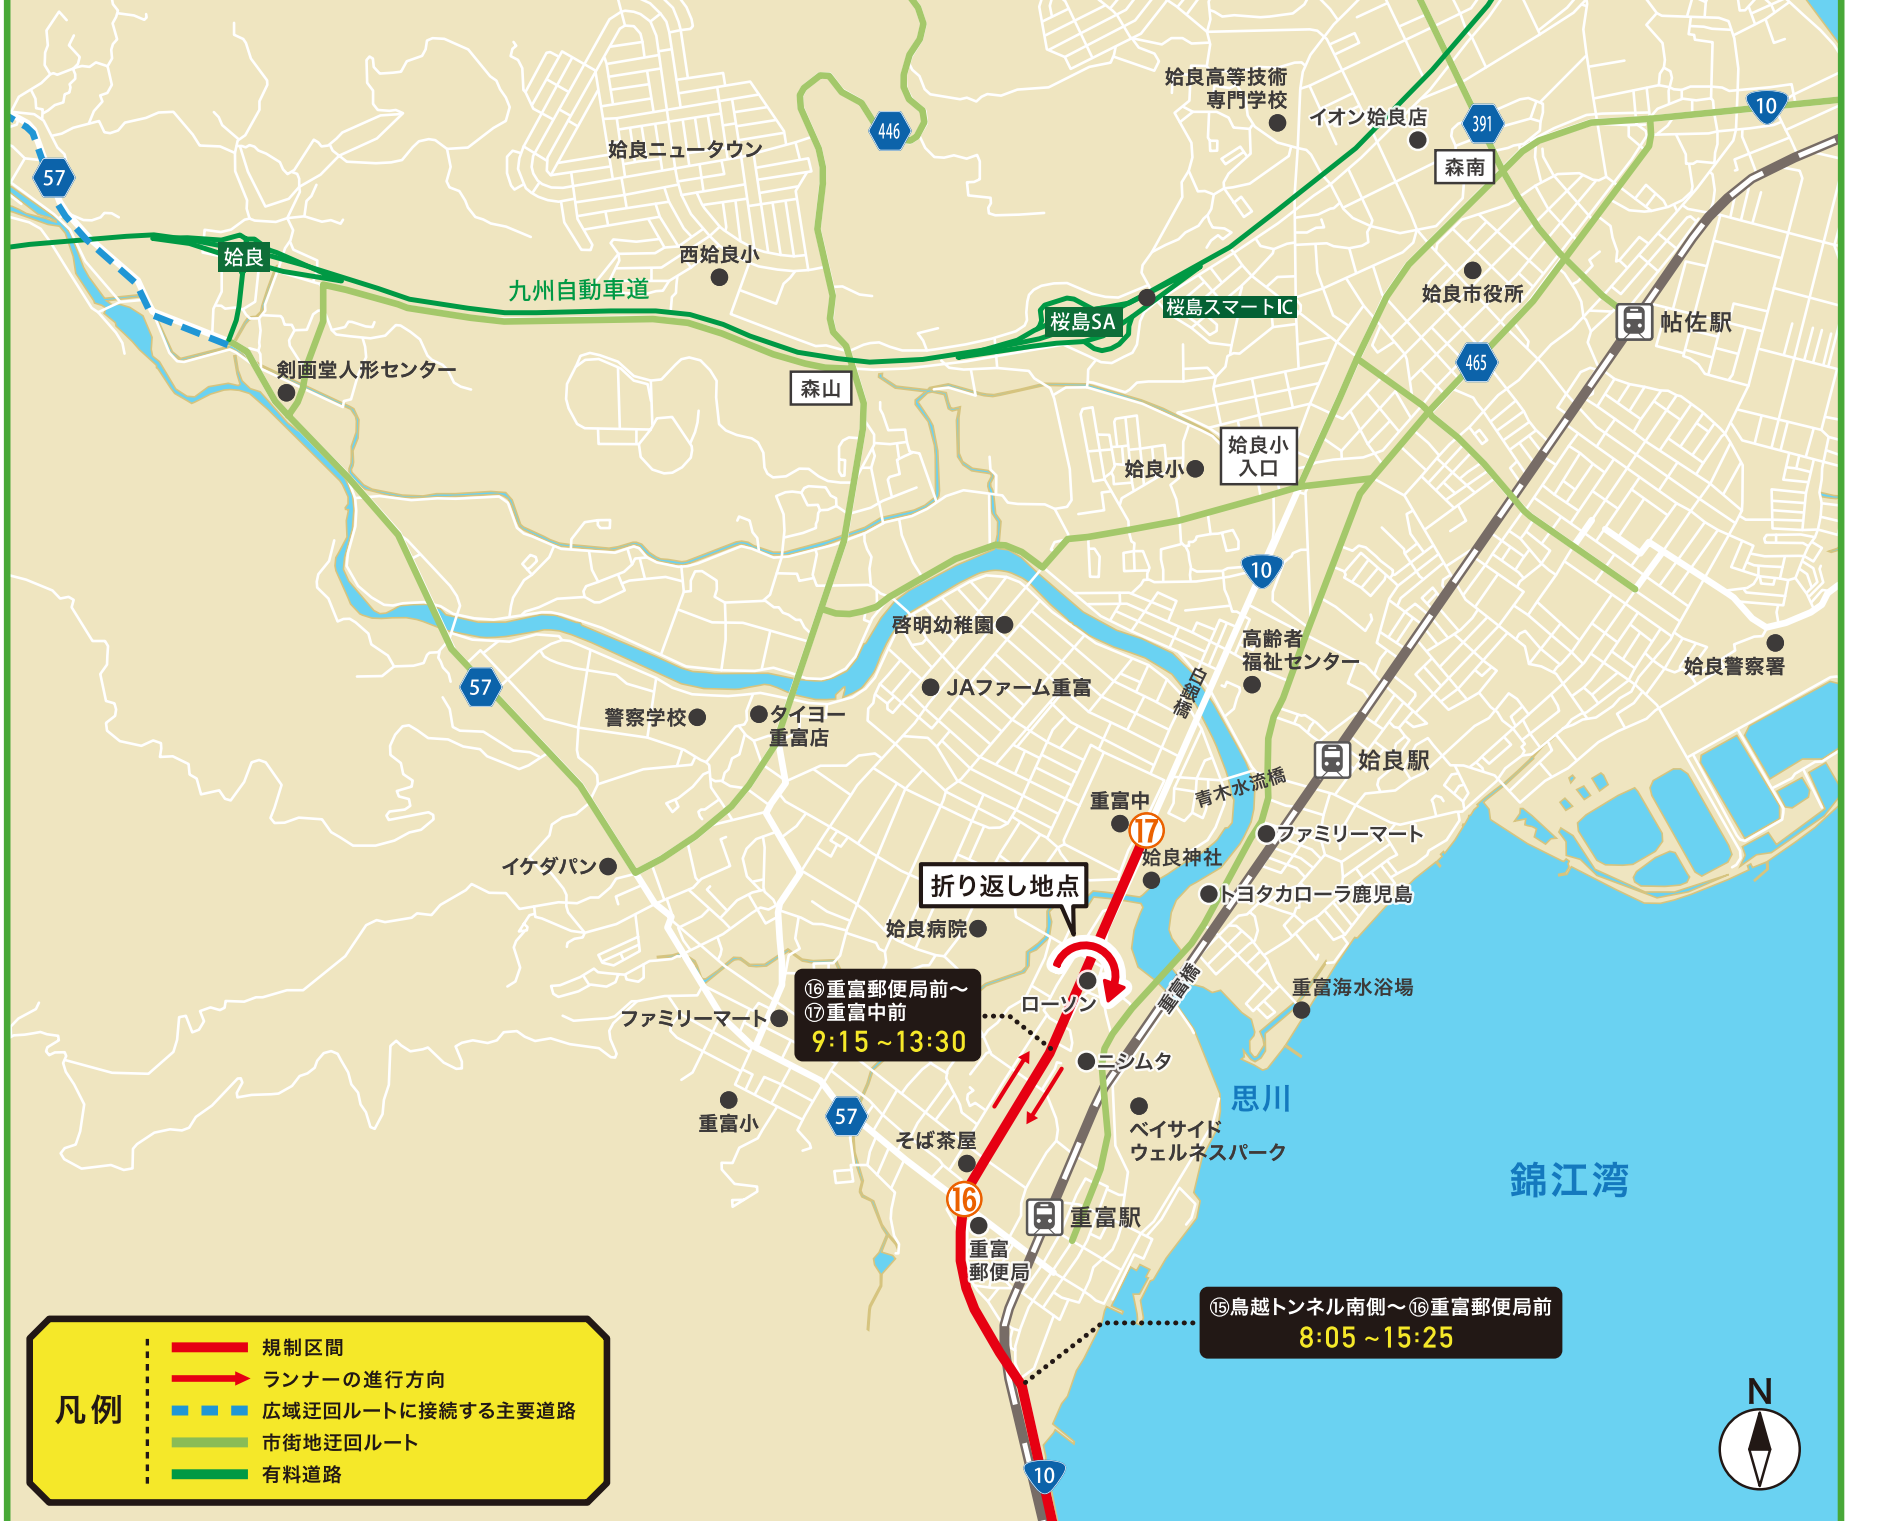 姶良高等技術
専門学校
イオン姶良店
391
10
森南
446
姶良ニュータウン
57
姶良
西姶良小
九州自動車道
桜島SA
桜島スマートIC
姶良市役所
帖佐駅
465
剣画堂人形センター
森山
姶良小
入口
姶良小
10
啓明幼稚園
高齢者
福祉センター
姶良警察署
57
JAファーム重富
白銀橋
警察学校
タイヨー
重富店
姶良駅
青木水流橋
重富中
17
ファミリーマート
姶良神社
イケダパン
折り返し地点
トヨタカローラ鹿児島
姶良病院
⑯重富郵便局前〜
⑰重富中前
9:15 ~13:30
ローソン
重富橋
重富海水浴場
ファミリーマート
ニシムタ
思川
重富小
57
そば茶屋
ベイサイド
ウェルネスパーク
錦江湾
16
重富駅
重富
郵便局
⑮鳥越トンネル南側〜⑯重富郵便局前
8:05 ~15:25
凡例
規制区間
ランナーの進行方向
広域迂回ルートに接続する主要道路
市街地迂回ルート
有料道路
N
10